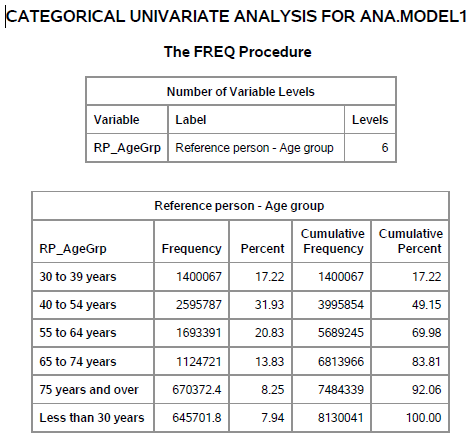 CATEGORICAL UNIVARIATE ANALYSIS FOR ANA.MODEL1
The FREQ Procedure
Number of Variable Levels
Variable Label Levels
RP_AgeGrp Reference person - Age group 6
Reference person - Age group
RP_AgeGrp Frequency Percent Cumulative Frequency Cumulative Percent
30 to 39 years 1400067 17.22 1400067 17.22
40 to 54 years 2595787 31.93 3995854 49.15
55 to 64 years 1693391 20.83 5689245 69.98
65 to 74 years 1124721 13.83 6813966 83.81
75 years and over 670372.4 8.25 7484339 92.06
Less than 30 years 645701.8 7.94 8130041 100.00